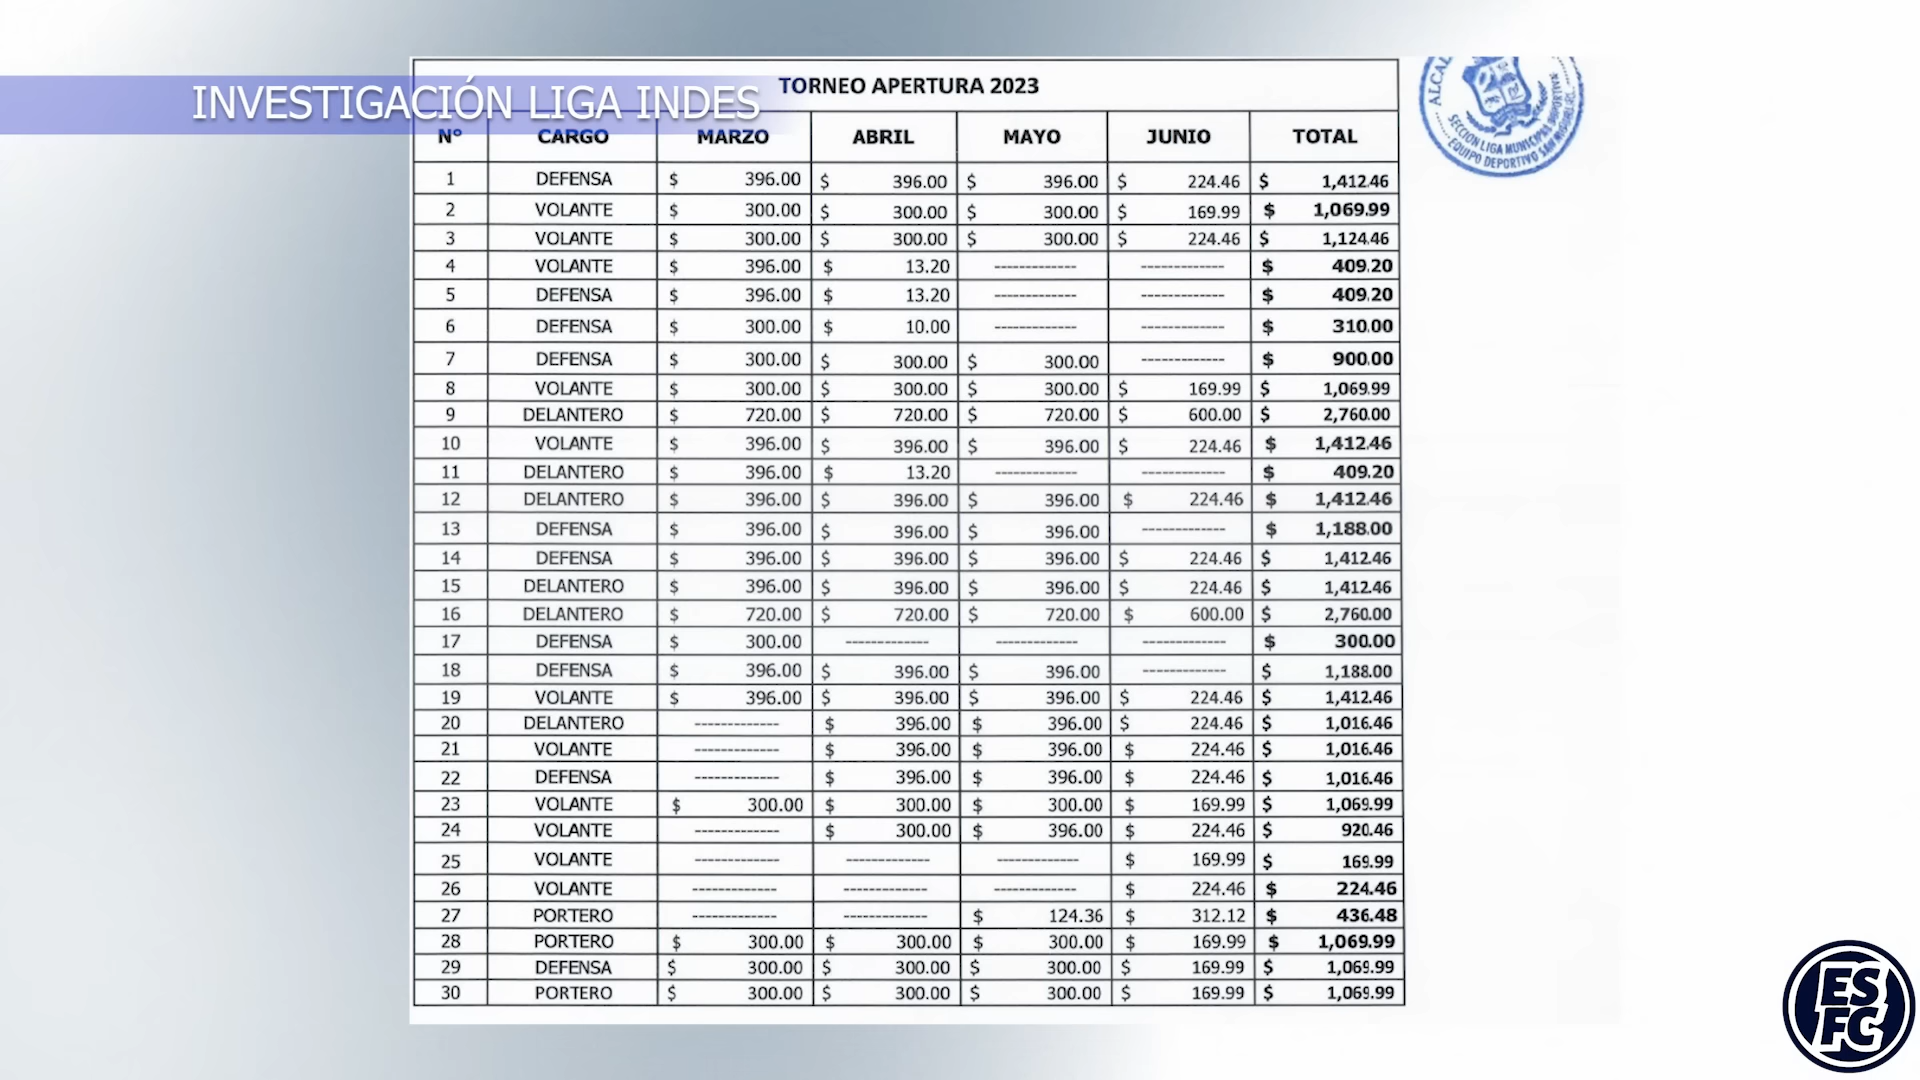 INVESTIGACIÓN LIGA INDES
TORNEO APERTURA 2023
Nº CARGO MARZO ABRIL MAYO JUNIO TOTAL
1 DEFENSA $ 396.00 $ 396.00 $ 396.00 $ 224.46 $ 1,412.46
2 VOLANTE $ 300.00 $ 300.00 $ 300.00 $ 169.99 $ 1,069.99
3 VOLANTE $ 300.00 $ 300.00 $ 300.00 $ 224.46 $ 1,124.46
4 VOLANTE $ 396.00 $ 13.20 ------------- ------------- $ 409.20
5 DEFENSA $ 396.00 $ 13.20 ------------- ------------- $ 409.20
6 DEFENSA $ 300.00 $ 10.00 ------------- ------------- $ 310.00
7 DEFENSA $ 300.00 $ 300.00 $ 300.00 ------------- $ 900.00
8 VOLANTE $ 300.00 $ 300.00 $ 300.00 $ 169.99 $ 1,069.99
9 DELANTERO $ 720.00 $ 720.00 $ 720.00 $ 600.00 $ 2,760.00
10 VOLANTE $ 396.00 $ 396.00 $ 396.00 $ 224.46 $ 1,412.46
11 DELANTERO $ 396.00 $ 13.20 ------------- ------------- $ 409.20
12 DELANTERO $ 396.00 $ 396.00 $ 396.00 $ 224.46 $ 1,412.46
13 DEFENSA $ 396.00 $ 396.00 $ 396.00 ------------- $ 1,188.00
14 DEFENSA $ 396.00 $ 396.00 $ 396.00 $ 224.46 $ 1,412.46
15 DELANTERO $ 396.00 $ 396.00 $ 396.00 $ 224.46 $ 1,412.46
16 DELANTERO $ 720.00 $ 720.00 $ 720.00 $ 600.00 $ 2,760.00
17 DEFENSA $ 300.00 ------------- ------------- ------------- $ 300.00
18 DEFENSA $ 396.00 $ 396.00 $ 396.00 ------------- $ 1,188.00
19 VOLANTE $ 396.00 $ 396.00 $ 396.00 $ 224.46 $ 1,412.46
20 DELANTERO ------------- $ 396.00 $ 396.00 $ 224.46 $ 1,016.46
21 VOLANTE ------------- $ 396.00 $ 396.00 $ 224.46 $ 1,016.46
22 DEFENSA ------------- $ 396.00 $ 396.00 $ 224.46 $ 1,016.46
23 VOLANTE $ 300.00 $ 300.00 $ 300.00 $ 169.99 $ 1,069.99
24 VOLANTE ------------- $ 300.00 $ 396.00 $ 224.46 $ 920.46
25 VOLANTE ------------- ------------- ------------- $ 169.99 $ 169.99
26 VOLANTE ------------- ------------- ------------- $ 224.46 $ 224.46
27 PORTERO ------------- ------------- $ 124.36 $ 312.12 $ 436.48
28 PORTERO $ 300.00 $ 300.00 $ 300.00 $ 169.99 $ 1,069.99
29 DEFENSA $ 300.00 $ 300.00 $ 300.00 $ 169.99 $ 1,069.99
30 PORTERO $ 300.00 $ 300.00 $ 300.00 $ 169.99 $ 1,069.99
ALCAL
SECCION LIGA MUNICIPAL DEPORTIVA
EQUIPO DEPORTIVO SAN
ES
FC